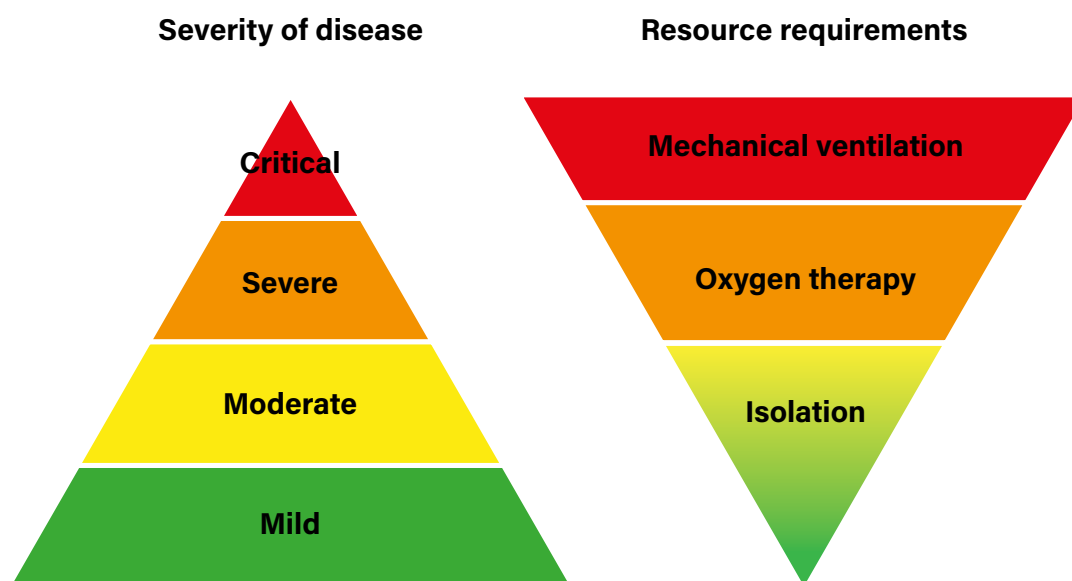 Severity of disease
Critical
Severe
Moderate
Mild
Resource requirements
Mechanical ventilation
Oxygen therapy
Isolation